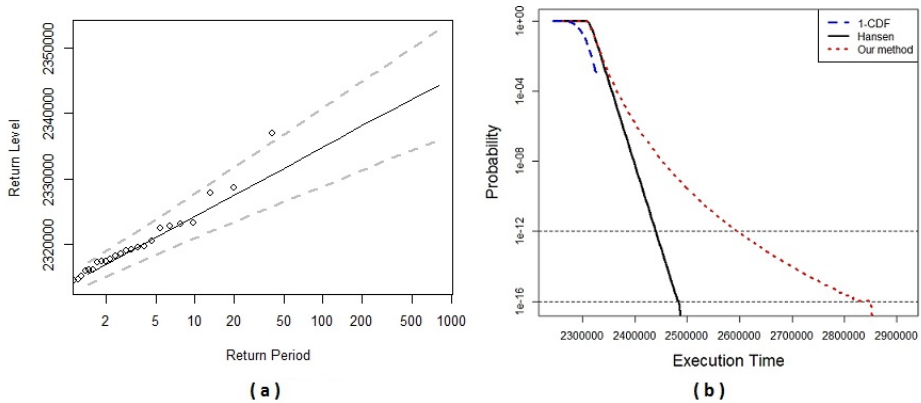 2350000
2340000
2330000
2320000
Return Level
2
5
10
20
50
100
200
500
1000
Return Period
( a )
1e+00
1e-04
1e-08
1e-12
1e-16
Probability
1-CDF
Hansen
Our method
2300000
2400000
2500000
2600000
2700000
2800000
2900000
Execution Time
( b )